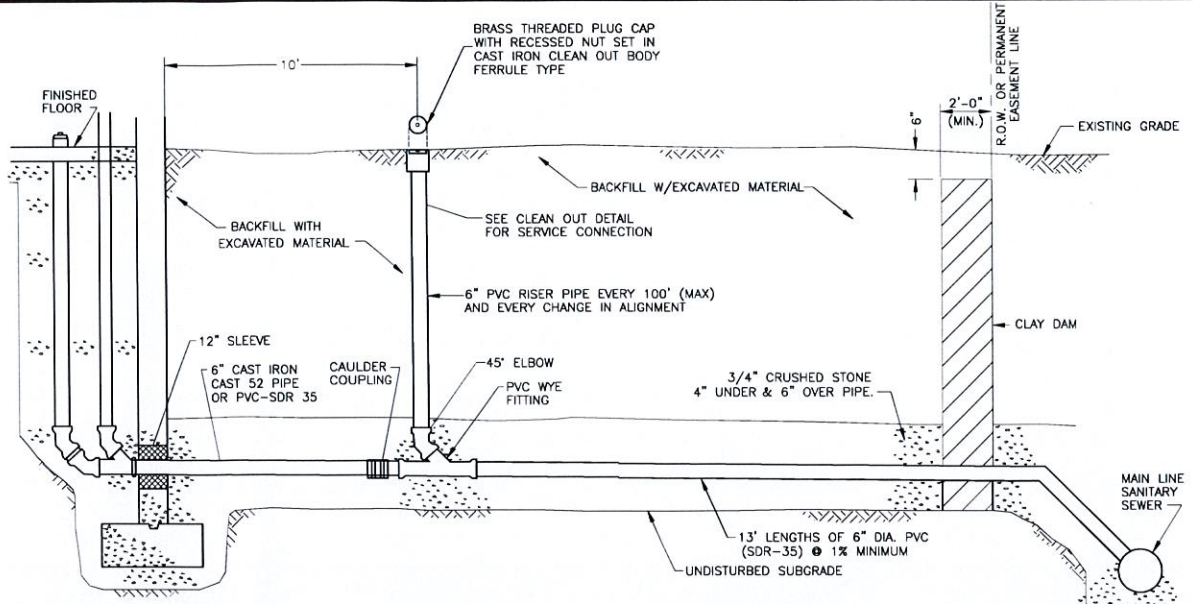 BRASS THREADED PLUG CAP
WITH RECESSED NUT SET IN
CAST IRON CLEAN OUT BODY
FERRULE TYPE
10'
FINISHED
FLOOR
R.O.W. OR PERMANENT
EASEMENT LINE
2'-0"
(MIN.)
6"
EXISTING GRADE
BACKFILL W/EXCAVATED MATERIAL
BACKFILL WITH
EXCAVATED MATERIAL
SEE CLEAN OUT DETAIL
FOR SERVICE CONNECTION
6" PVC RISER PIPE EVERY 100' (MAX)
AND EVERY CHANGE IN ALIGNMENT
CLAY DAM
12" SLEEVE
6" CAST IRON
CAST 52 PIPE
OR PVC-SDR 35
CAULDER
COUPLING
45° ELBOW
PVC WYE
FITTING
3/4" CRUSHED STONE
4" UNDER & 6" OVER PIPE.
MAIN LINE
SANITARY
SEWER
13' LENGTHS OF 6" DIA. PVC
(SDR-35) @ 1% MINIMUM
UNDISTURBED SUBGRADE